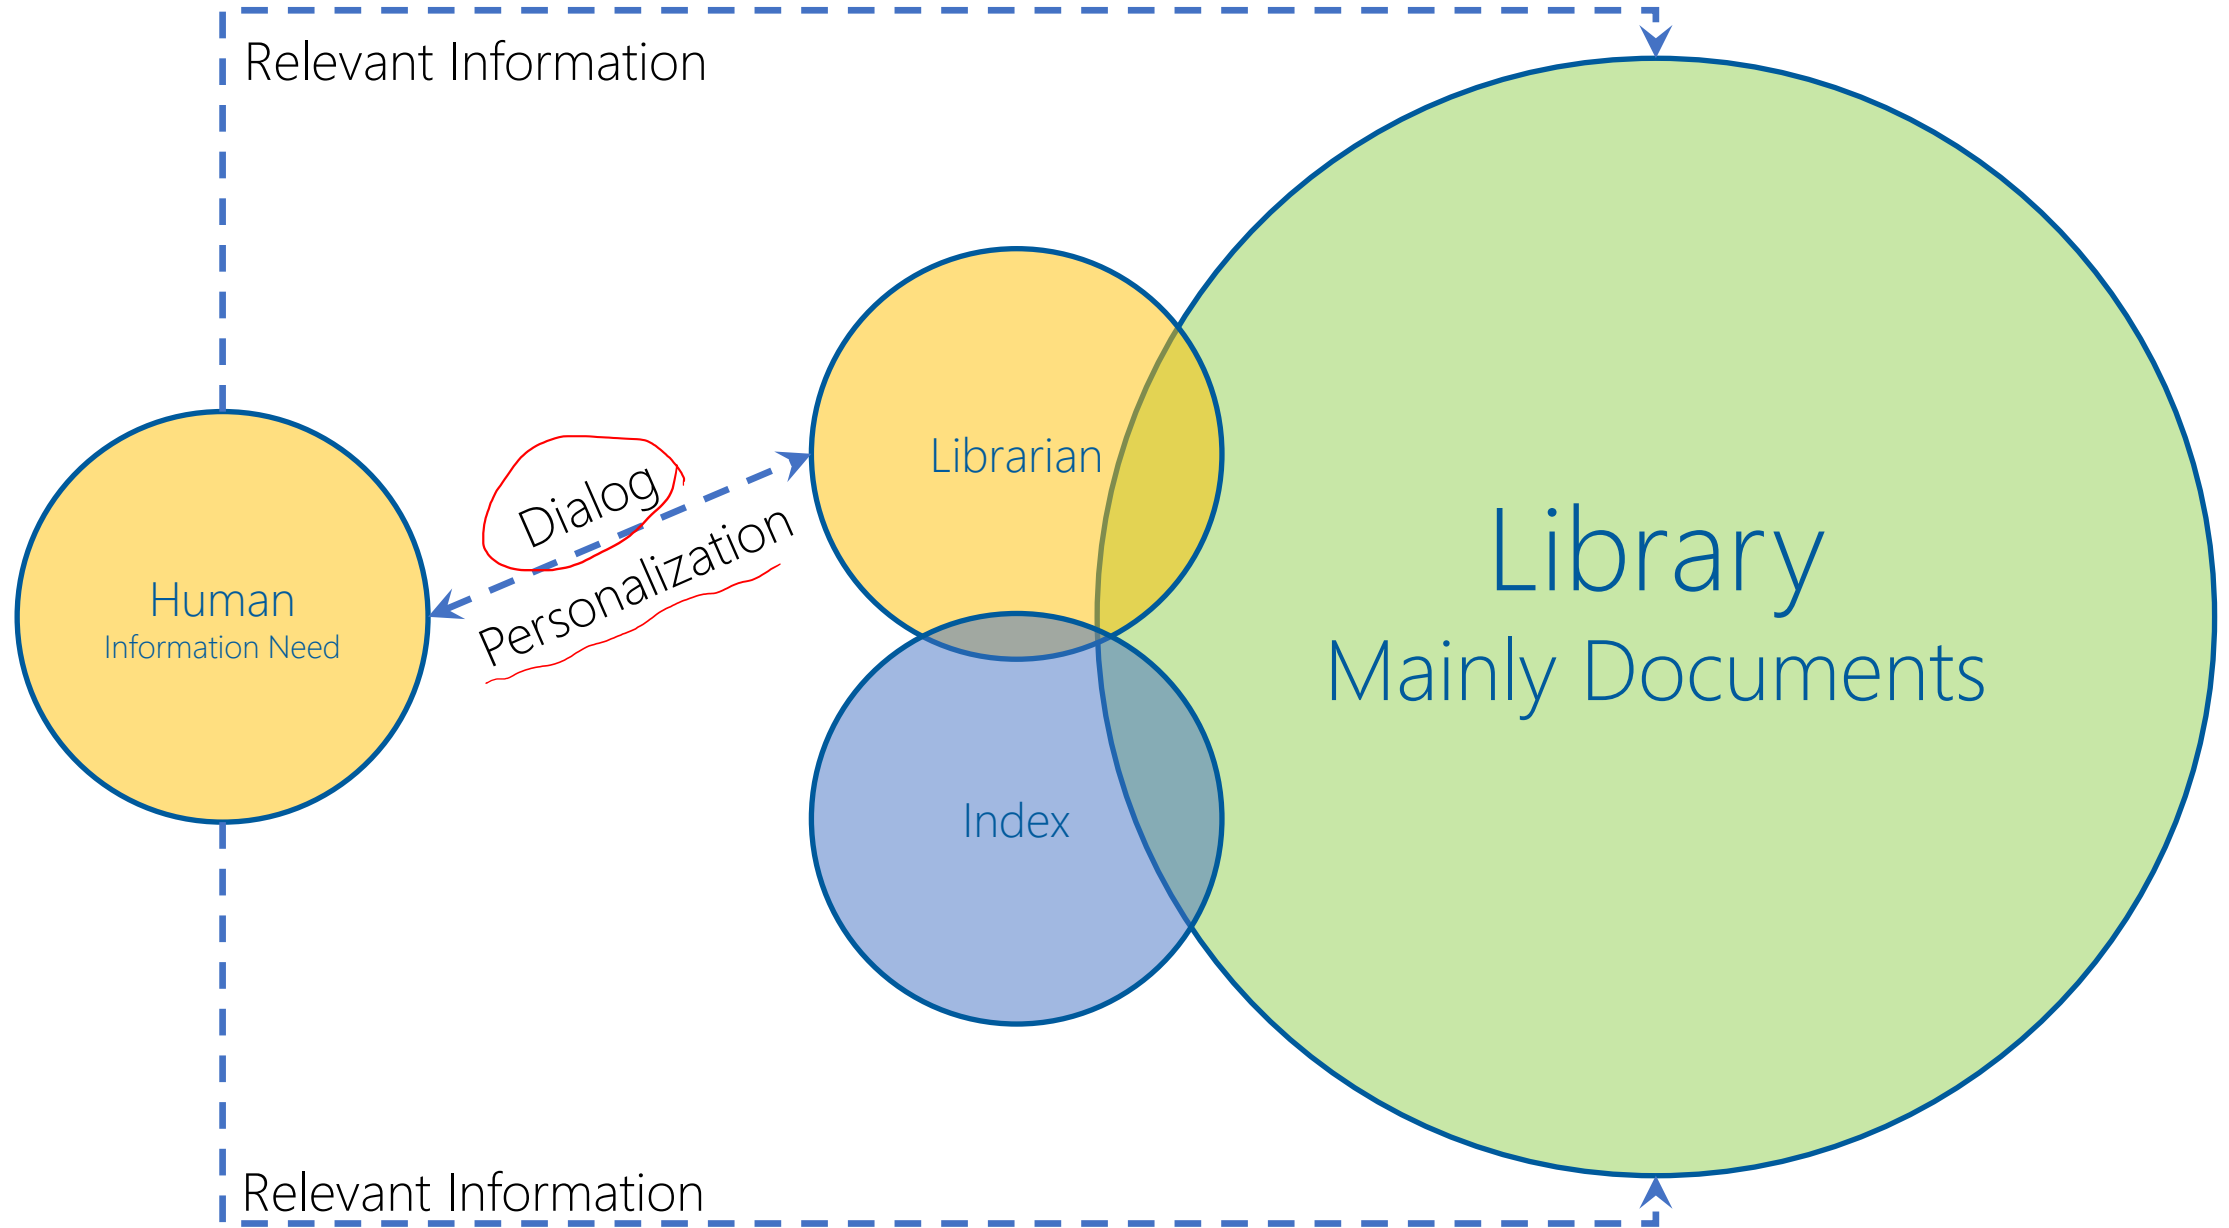 Relevant Information
Dialog
Personalization
Human
Information Need
Librarian
Index
Library
Mainly Documents
Relevant Information